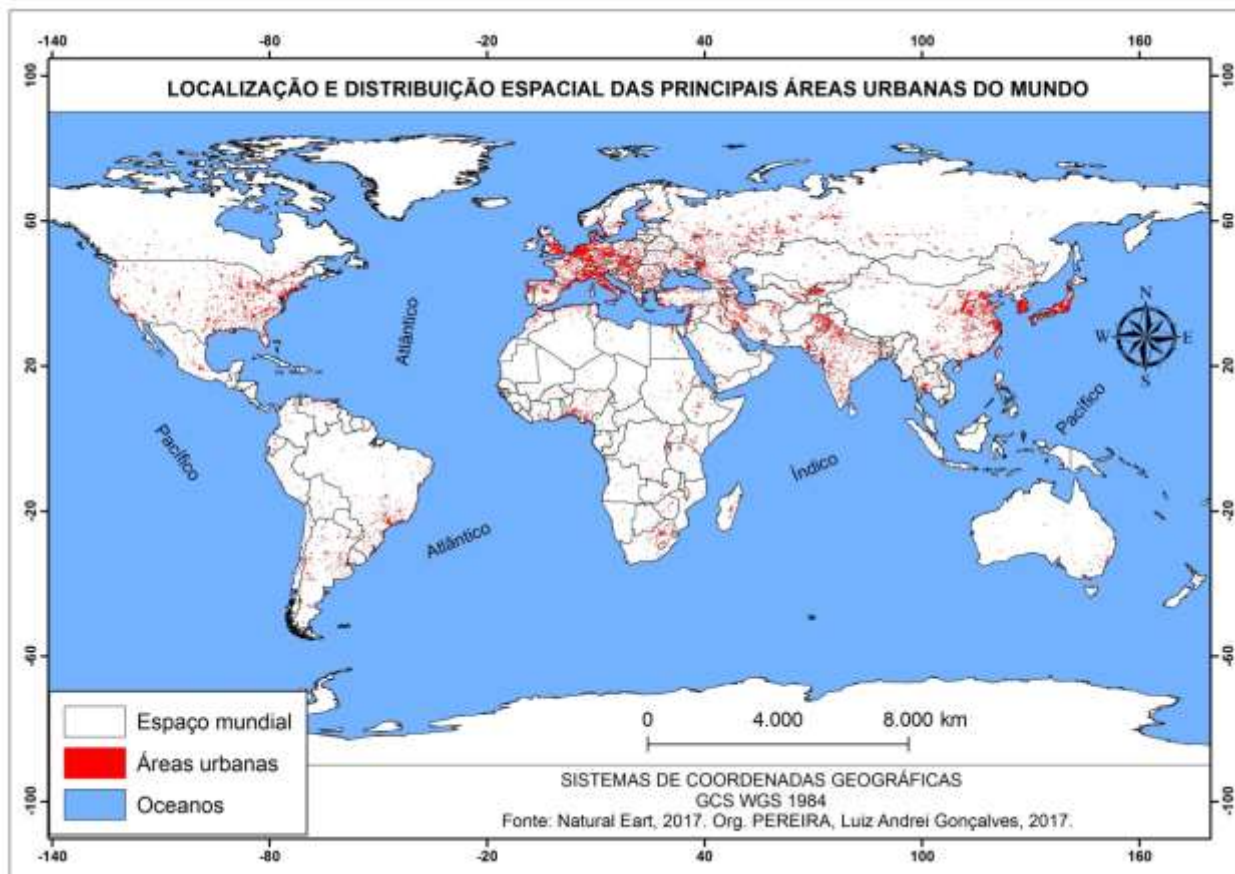 -140 -80 -20 40 100 160
100 100
LOCALIZAÇÃO E DISTRIBUIÇÃO ESPACIAL DAS PRINCIPAIS ÁREAS URBANAS DO MUNDO
60 60
N
W E
S
Atlântico
20 20
Pacífico
Pacífico
Índico
-20 -20
Atlântico
-60 -60
Espaço mundial
Áreas urbanas
Oceanos
0 4.000 8.000 km
SISTEMAS DE COORDENADAS GEOGRÁFICAS
GCS WGS 1984
Fonte: Natural Eart, 2017. Org. PEREIRA, Luiz Andrei Gonçalves, 2017.
-100 -100
-140 -80 -20 40 100 160